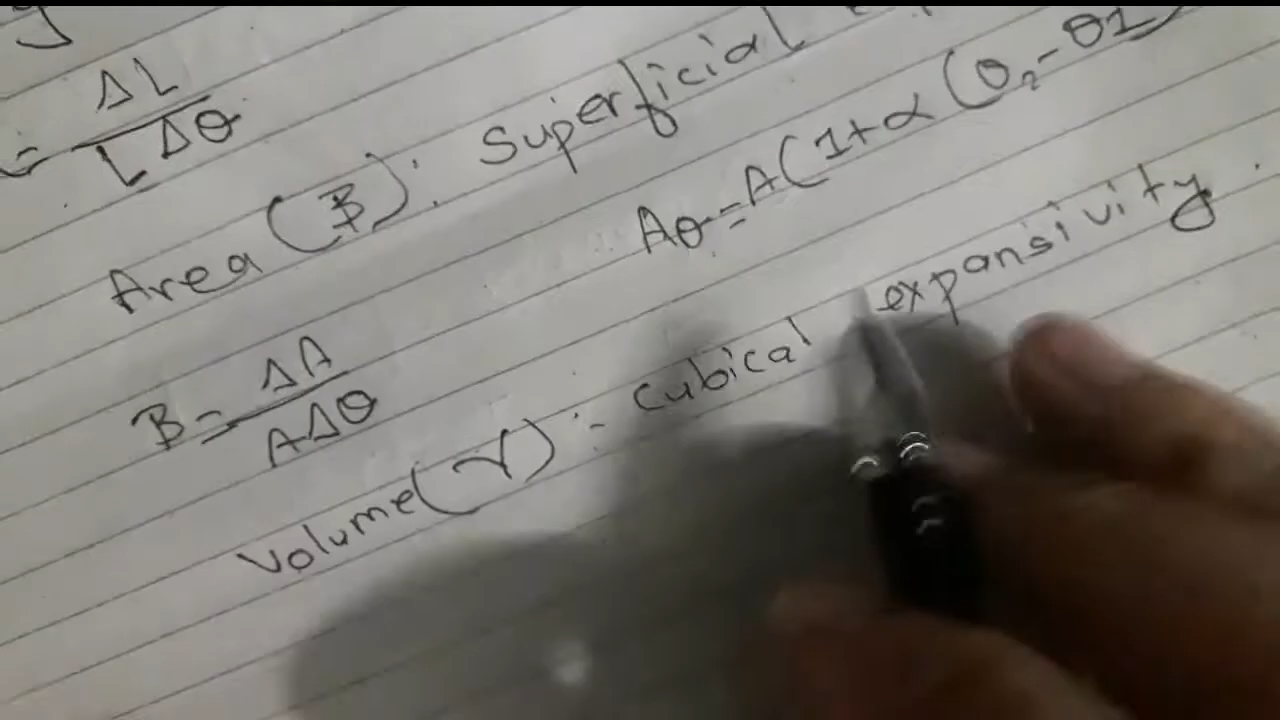 = ΔL / LΔθ
Area (β): Superficial
Aθ = A(1+α(θ2-θ1
β = ΔA / AΔθ
Volume(γ):- cubical expansivity.